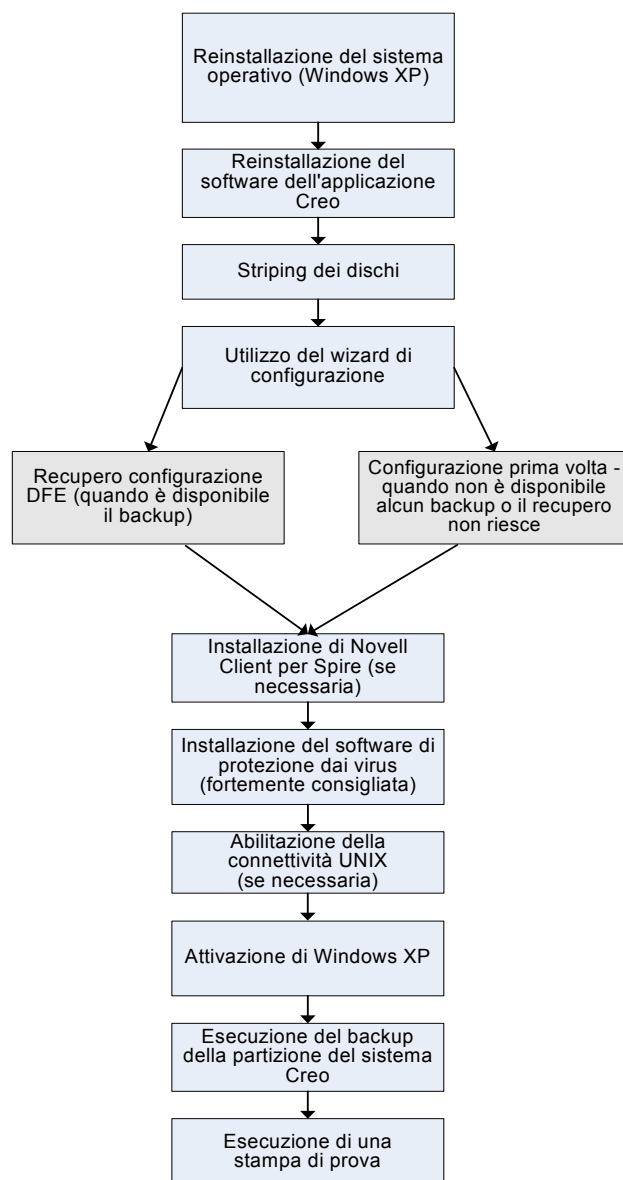 Reinstallazione del sistema
operativo (Windows XP)
Reinstallazione del
software dell'applicazione
Creo
Striping dei dischi
Utilizzo del wizard di
configurazione
Recupero configurazione
DFE (quando è disponibile
il backup)
Configurazione prima volta -
quando non è disponibile
alcun backup o il recupero
non riesce
Installazione di Novell
Client per Spire (se
necessaria)
Installazione del software di
protezione dai virus
(fortemente consigliata)
Abilitazione della
connettività UNIX
(se necessaria)
Attivazione di Windows XP
Esecuzione del backup
della partizione del sistema
Creo
Esecuzione di una
stampa di prova